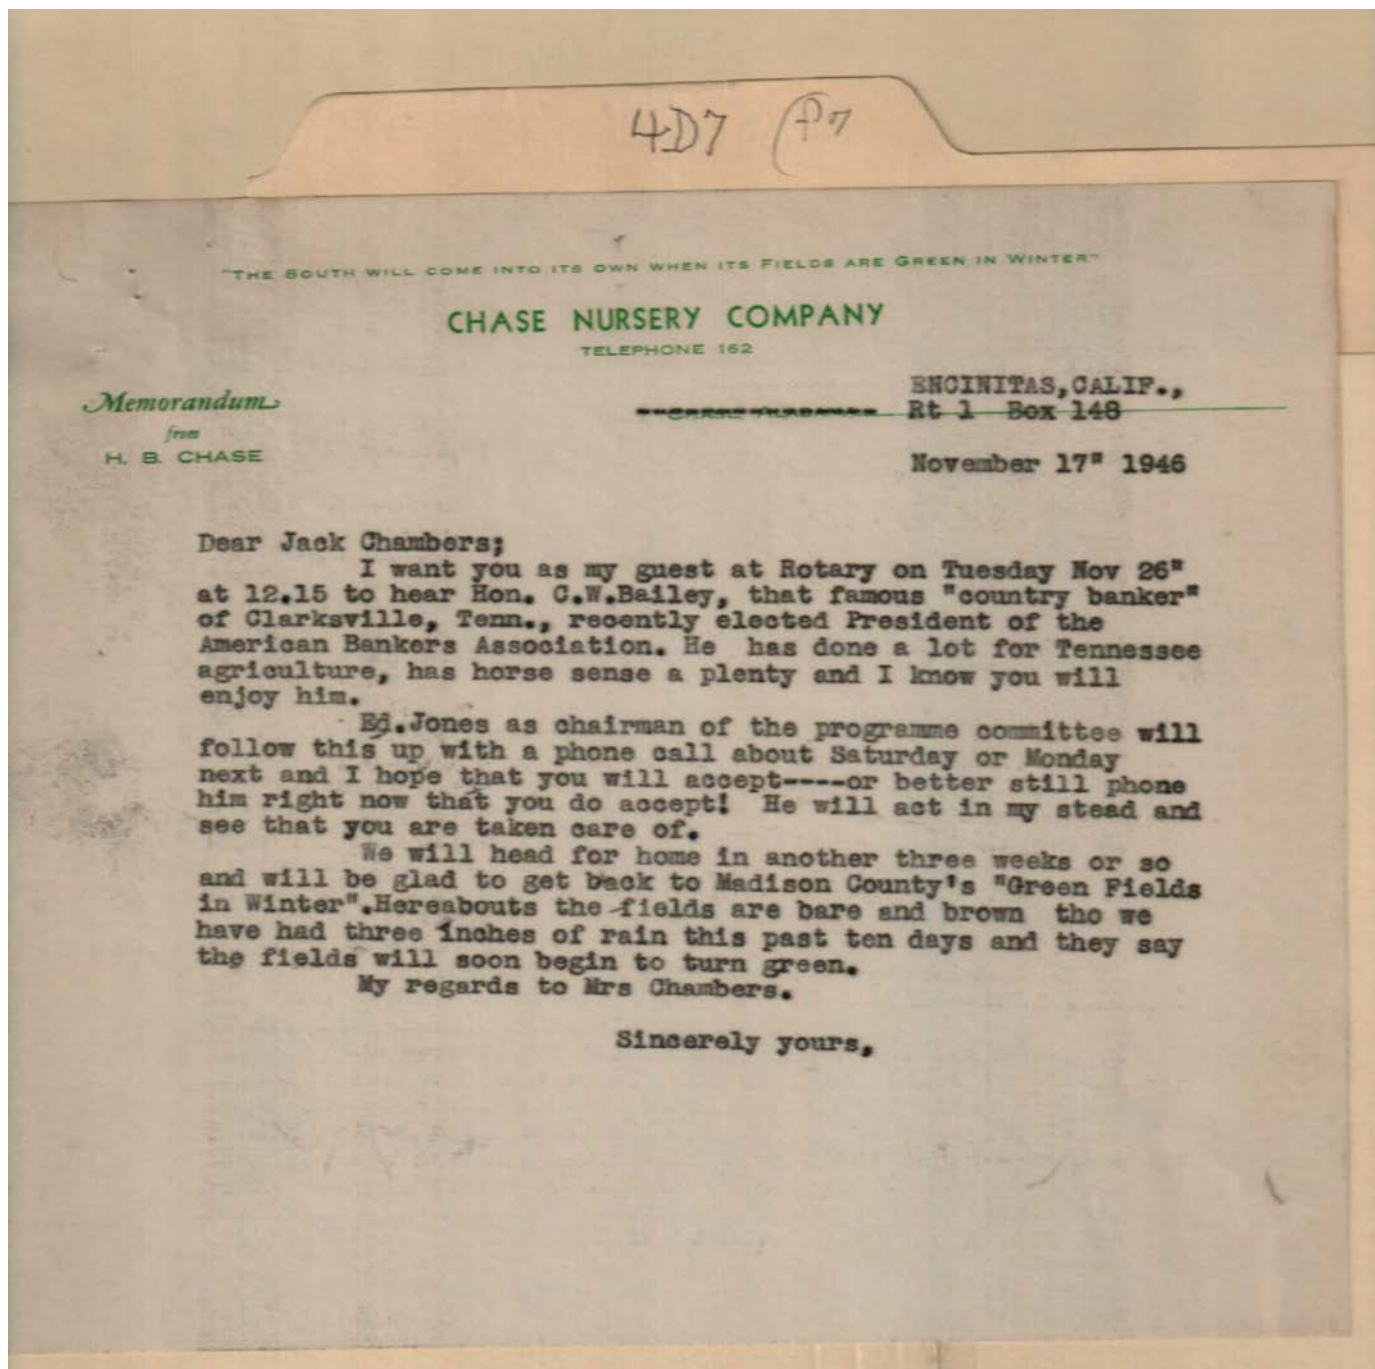 4D7
"THE SOUTH WILL COME INTO ITS OWN WHEN ITS FIELDS ARE GREEN IN WINTER"
CHASE NURSERY COMPANY
TELEPHONE 162
Memorandum
from
H. B. CHASE
ENCINITAS,CALIF.,
Rt 1 Box 148
November 17" 1946
Dear Jack Chambers;
I want you as my guest at Rotary on Tuesday Nov 26"
at 12.15 to hear Hon. C.W.Bailey, that famous "country banker"
of Clarksville, Tenn., recently elected President of the
American Bankers Association. He has done a lot for Tennessee
agriculture, has horse sense a plenty and I know you will
enjoy him.
Ed.Jones as chairman of the programme committee will
follow this up with a phone call about Saturday or Monday
next and I hope that you will accept----or better still phone
him right now that you do accept! He will act in my stead and
see that you are taken care of.
We will head for home in another three weeks or so
and will be glad to get back to Madison County's "Green Fields
in Winter".Hereabouts the fields are bare and brown tho we
have had three inches of rain this past ten days and they say
the fields will soon begin to turn green.
My regards to Mrs Chambers.
Sincerely yours,